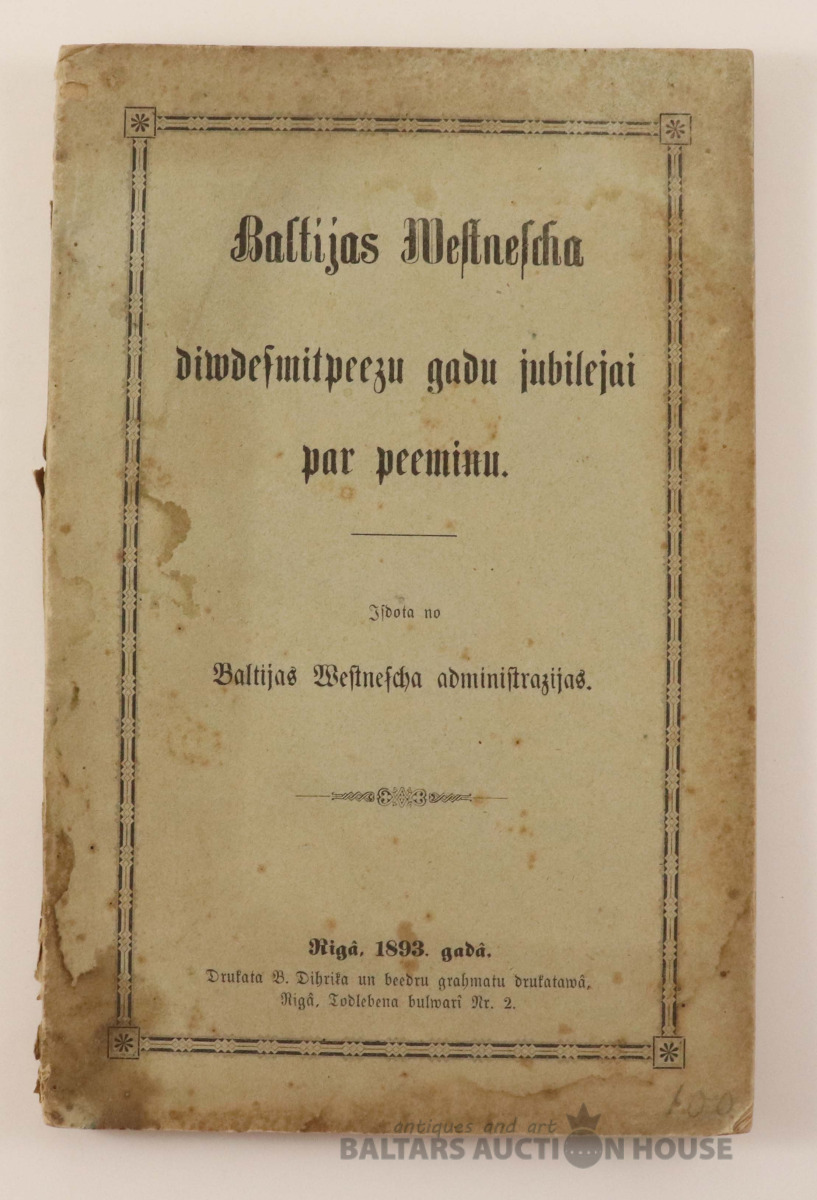 Baltijas Westnescha
diwdesmitpeezu gadu jubilejai
par peemiņu.
Isdota no
Baltijas Westnescha administrazijas.
Rigâ, 1893. gadâ.
Drukata B. Dihrika un beedru grahmatu drukatawâ,
Rigâ, Todlebena bulwarî Nr. 2.
100
antiques and art
BALTARS AUCTION HOUSE